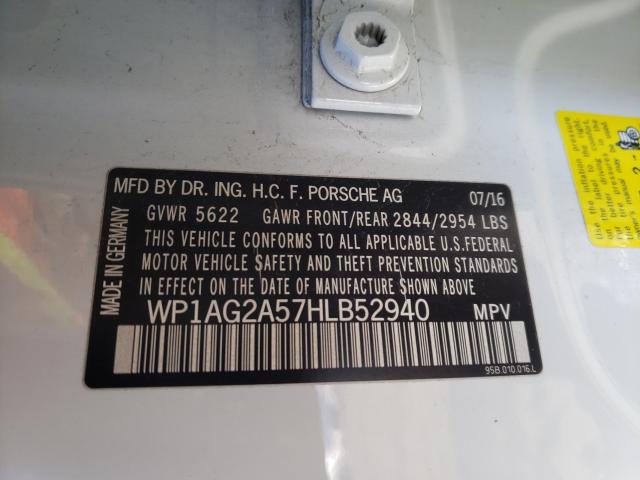 MFD BY DR. ING. H.C. F. PORSCHE AG 07/16
GVWR 5622 GAWR FRONT/REAR 2844/2954 LBS
THIS VEHICLE CONFORMS TO ALL APPLICABLE U.S.FEDERAL
MOTOR VEHICLE SAFETY AND THEFT PREVENTION STANDARDS
IN EFFECT ON THE DATE OF MANUFACTURE SHOWN ABOVE.
WP1AG2A57HLB52940 MPV
95B.010.016.L
MADE IN GERMANY